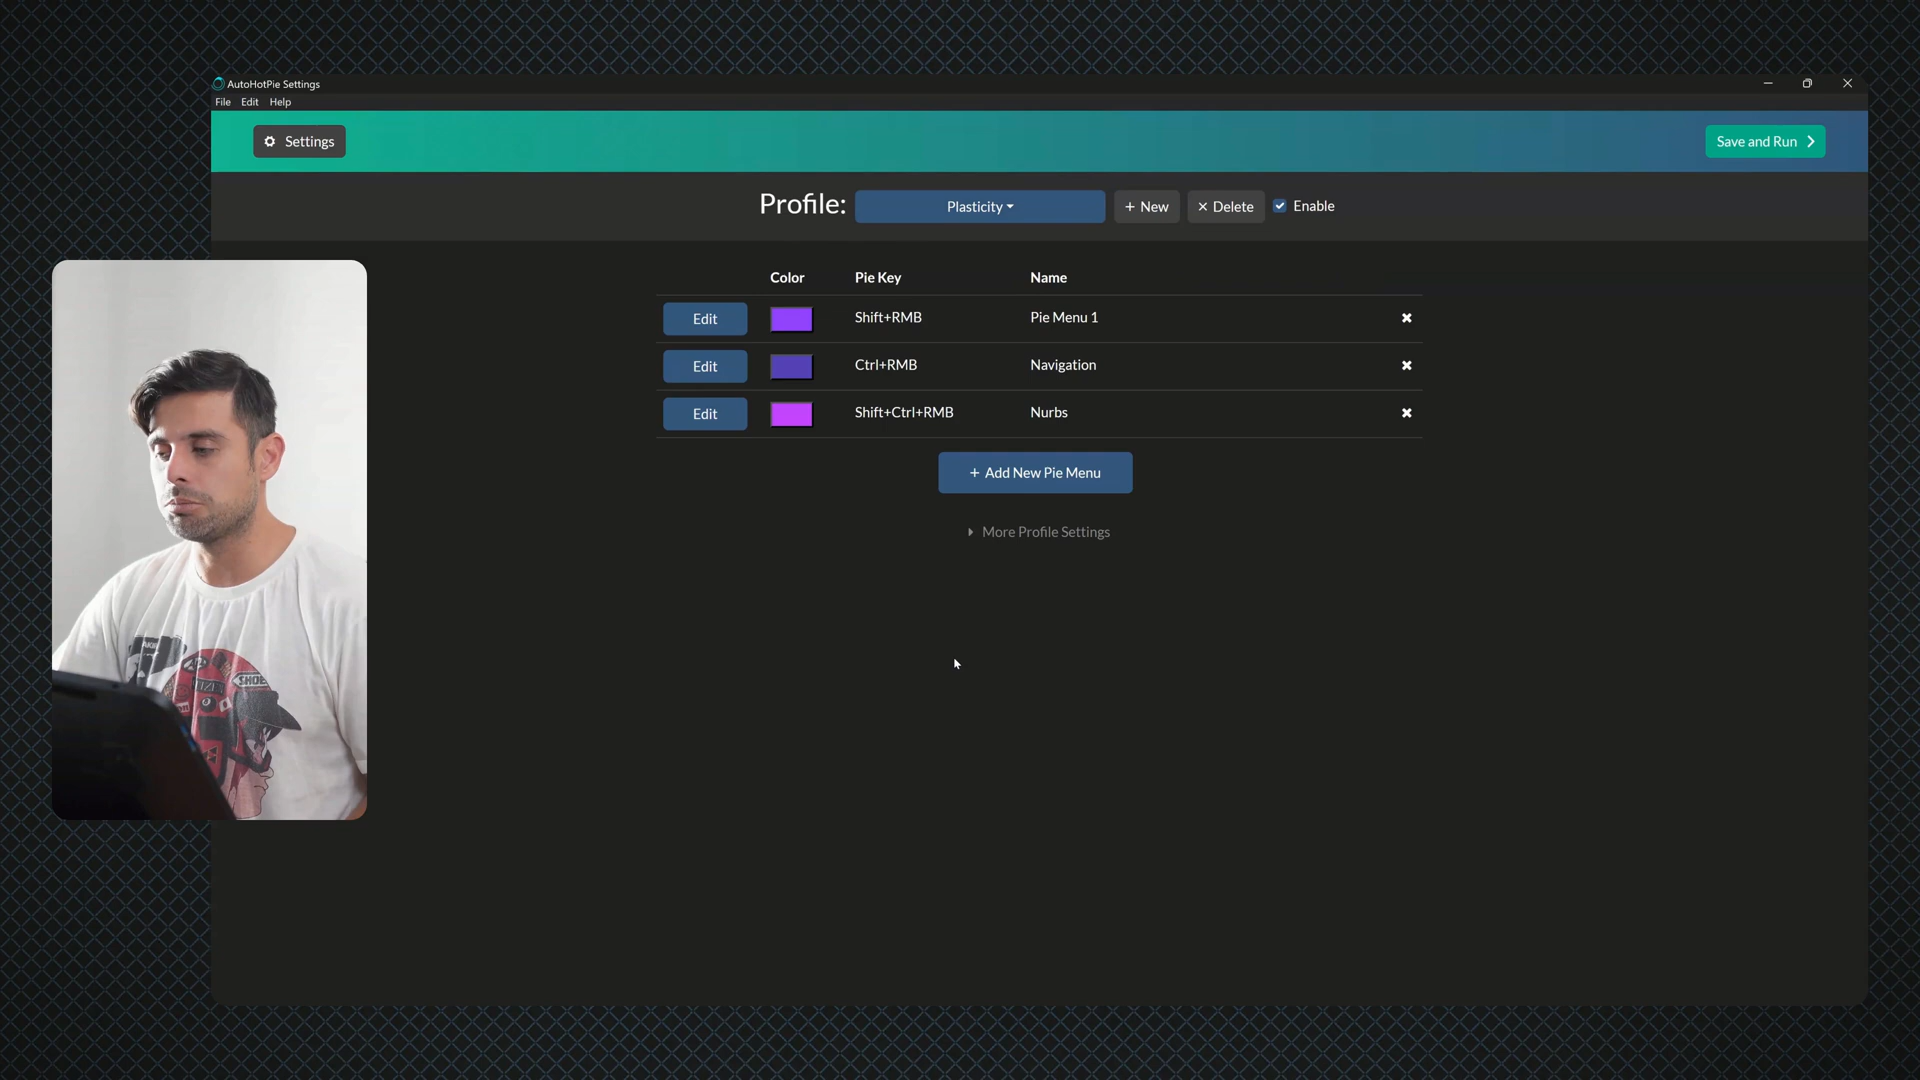 AutoHotPie Settings
File Edit Help
Settings
Save and Run
Profile: Plasticity + New × Delete Enable
Color Pie Key Name
Edit Shift+RMB Pie Menu 1
Edit Ctrl+RMB Navigation
Edit Shift+Ctrl+RMB Nurbs
+ Add New Pie Menu
More Profile Settings
SHOE